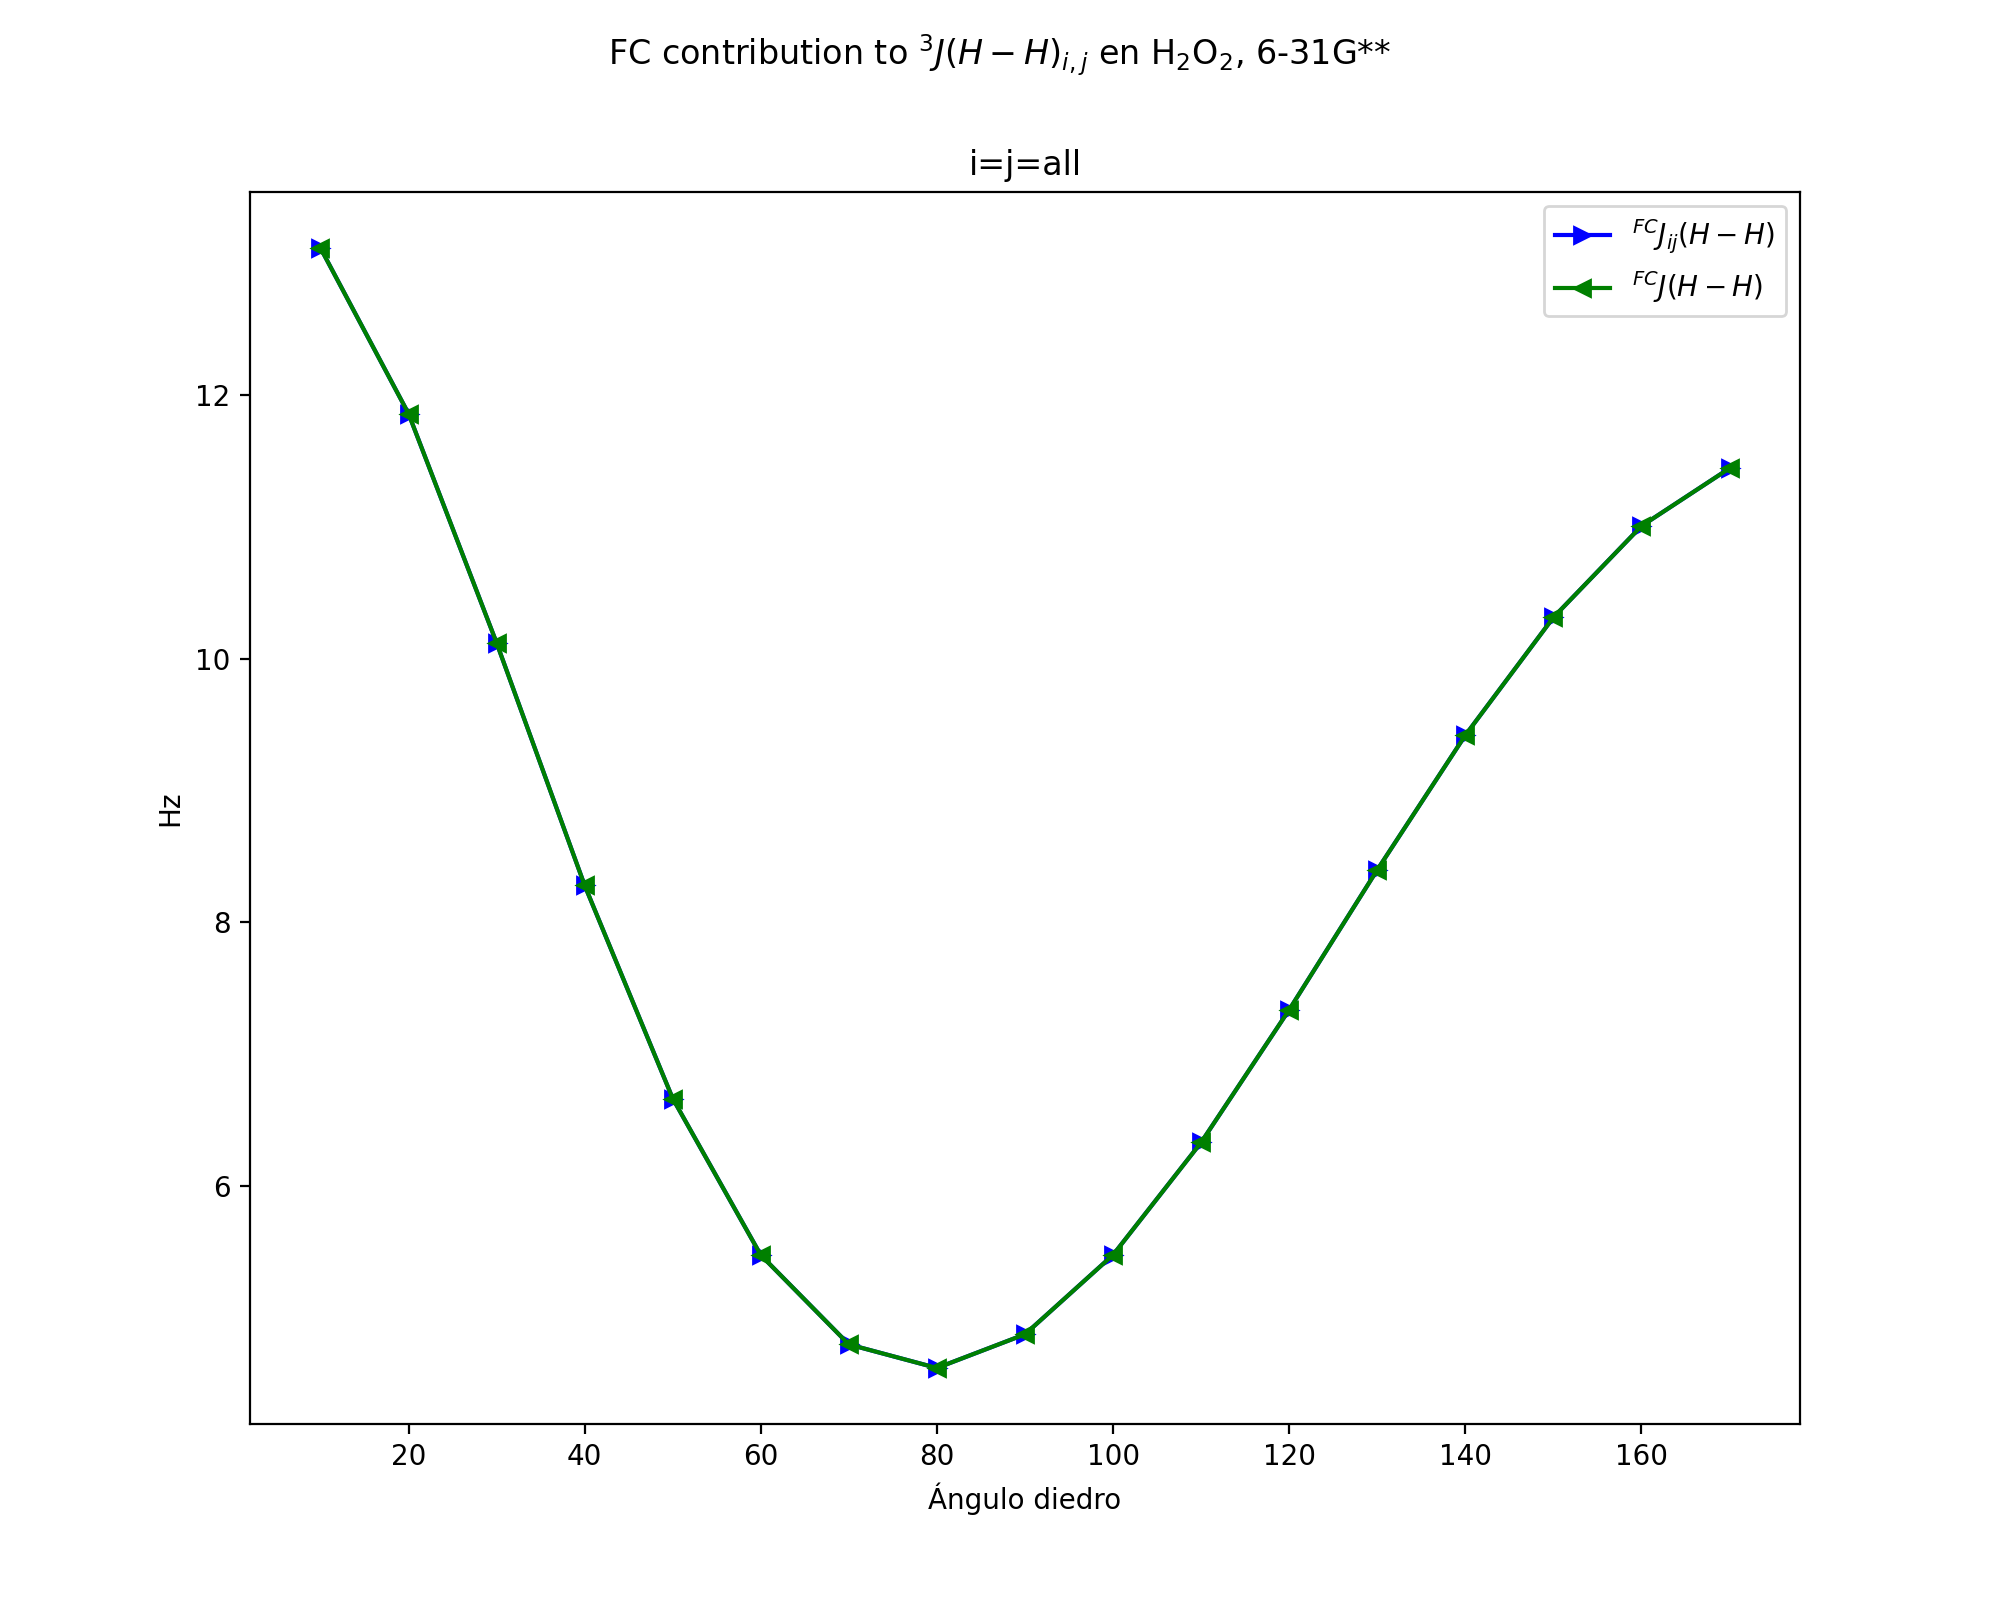 FC contribution to ³J(H − H)ᵢ,ⱼ en H₂O₂, 6-31G**
i=j=all
ᶠᶜJᵢⱼ(H − H)
ᶠᶜJ(H − H)
12
10
8
6
Hz
20 40 60 80 100 120 140 160
Ángulo diedro